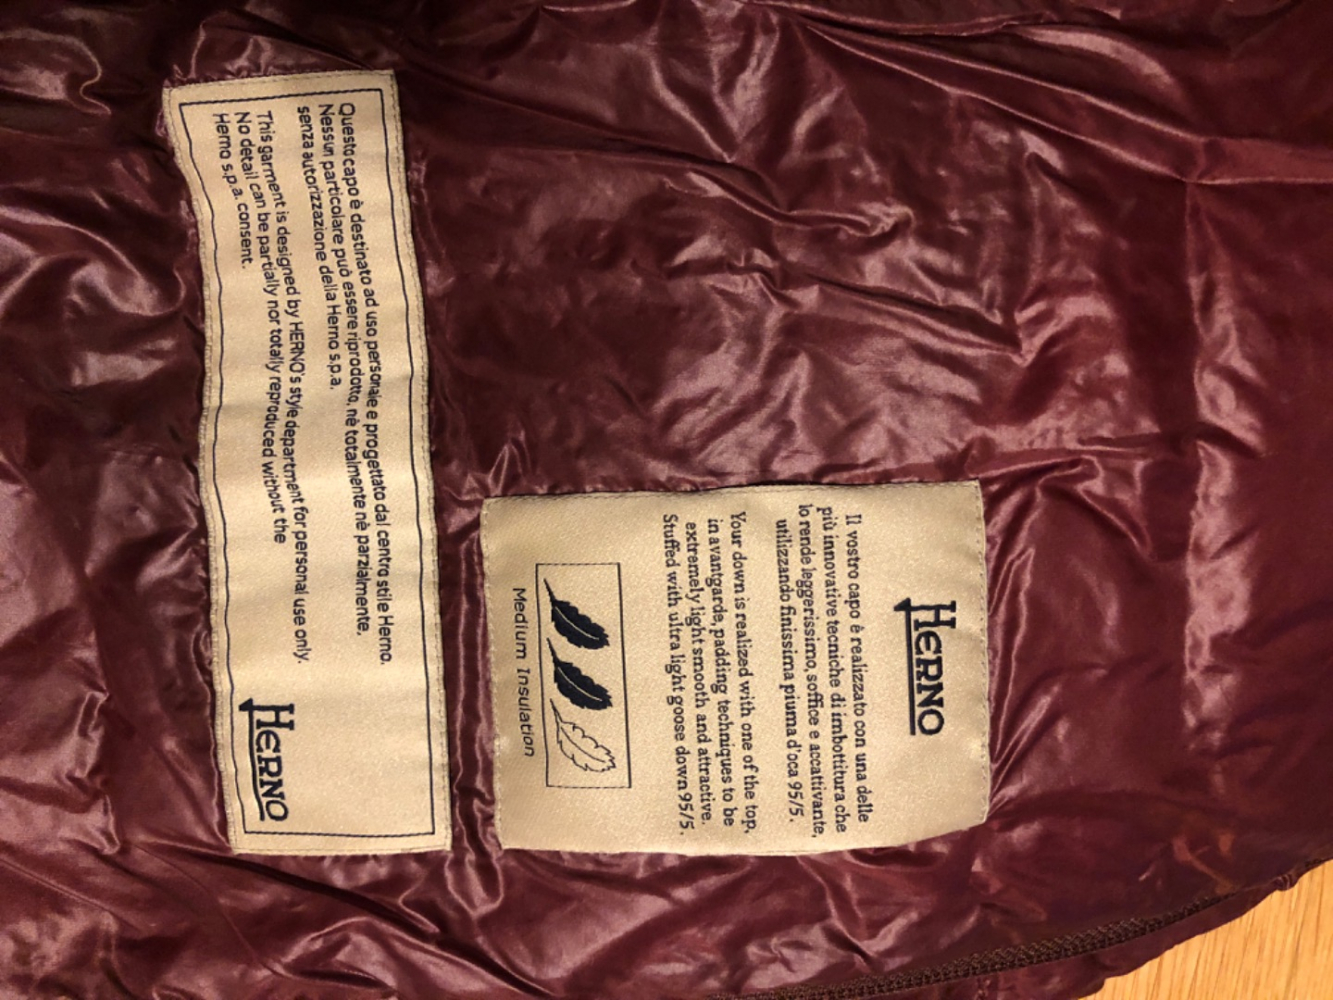 Questo capo è destinato ad uso personale e progettato dal centro stile Herno.
Nessun particolare può essere riprodotto, nè totalmente nè parzialmente,
senza autorizzazione della Herno s.p.a.
This garment is designed by HERNO's style department for personal use only.
No detail can be partially nor totally reproduced without the
Herno s.p.a. consent.
HERNO
HERNO
Il vostro capo è realizzato con una delle
più innovative tecniche di imbottitura che
lo rende leggerissimo, soffice e accattivante,
utilizzando finissima piuma d'oca 95/5.
Your down is realized with one of the top,
in avantgarde, padding techniques to be
extremely light smooth and attractive.
Stuffed with ultra light goose down 95/5.
Medium Insulation